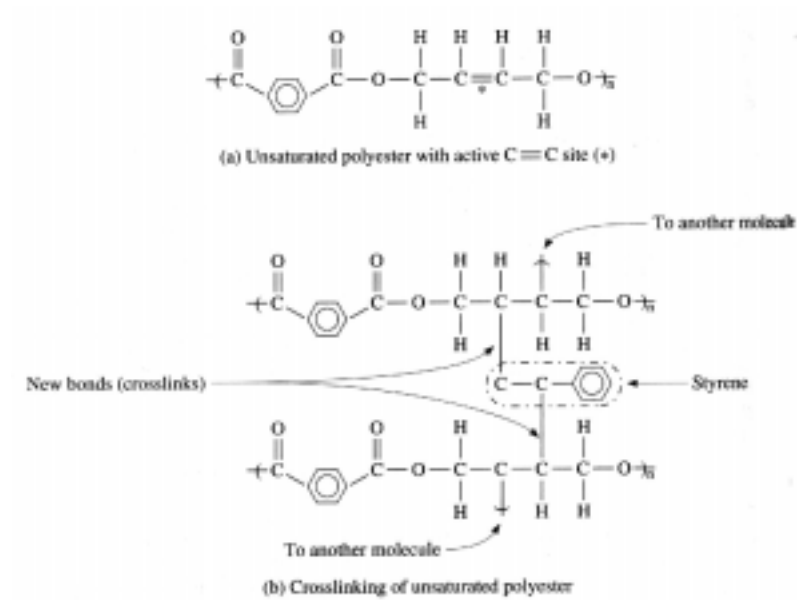 O O H H H H
C C—O—C—C=C—C—O n
*
H H
(a) Unsaturated polyester with active C=C site (*)
To another molecule
O O H H H
C C—O—C—C—C—C—O n
H H H
New bonds (crosslinks)
C—C—
Styrene
O O H H
C C—O—C—C—C—C—O n
H H H
To another molecule
(b) Crosslinking of unsaturated polyester